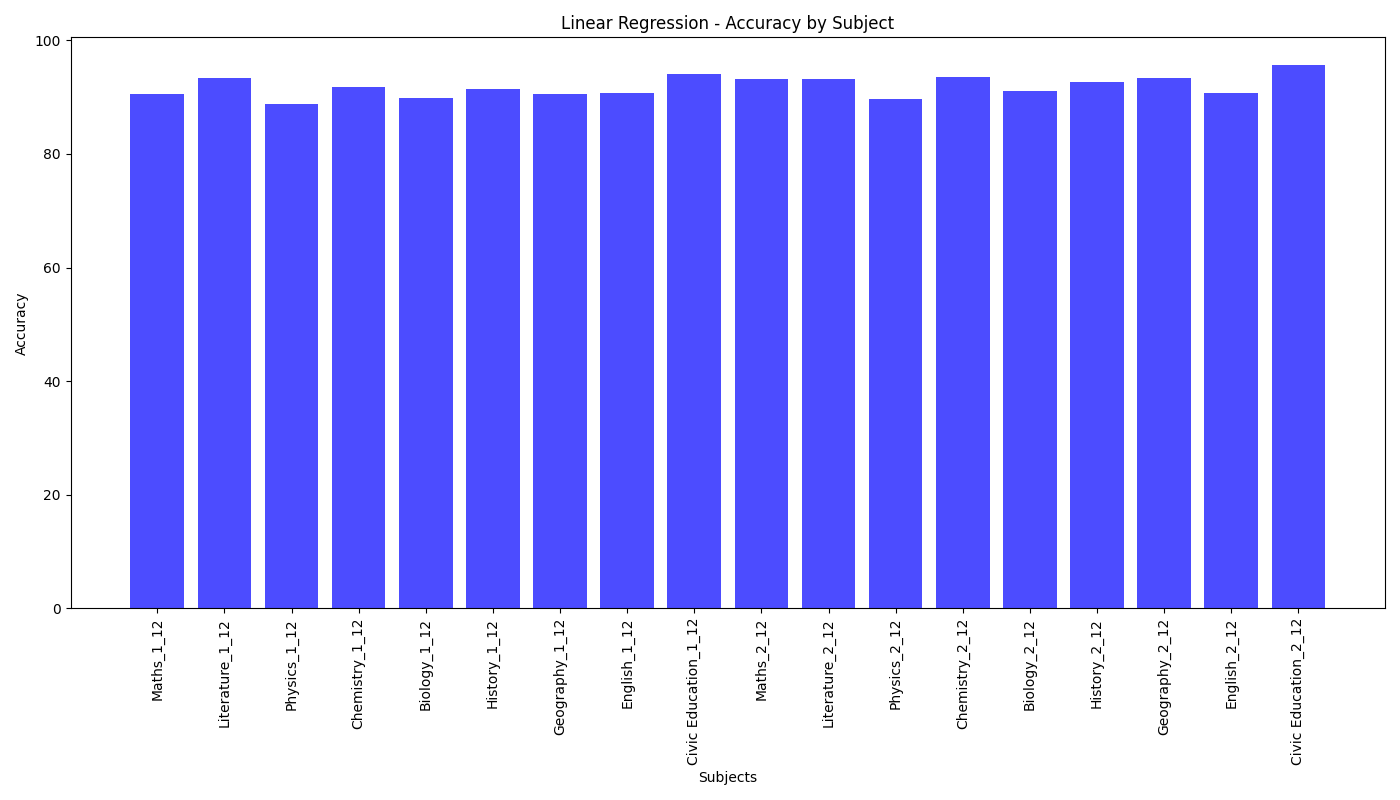 Linear Regression - Accuracy by Subject
100
80
60
40
20
0
Accuracy
Maths_1_12
Literature_1_12
Physics_1_12
Chemistry_1_12
Biology_1_12
History_1_12
Geography_1_12
English_1_12
Civic Education_1_12
Maths_2_12
Literature_2_12
Physics_2_12
Chemistry_2_12
Biology_2_12
History_2_12
Geography_2_12
English_2_12
Civic Education_2_12
Subjects